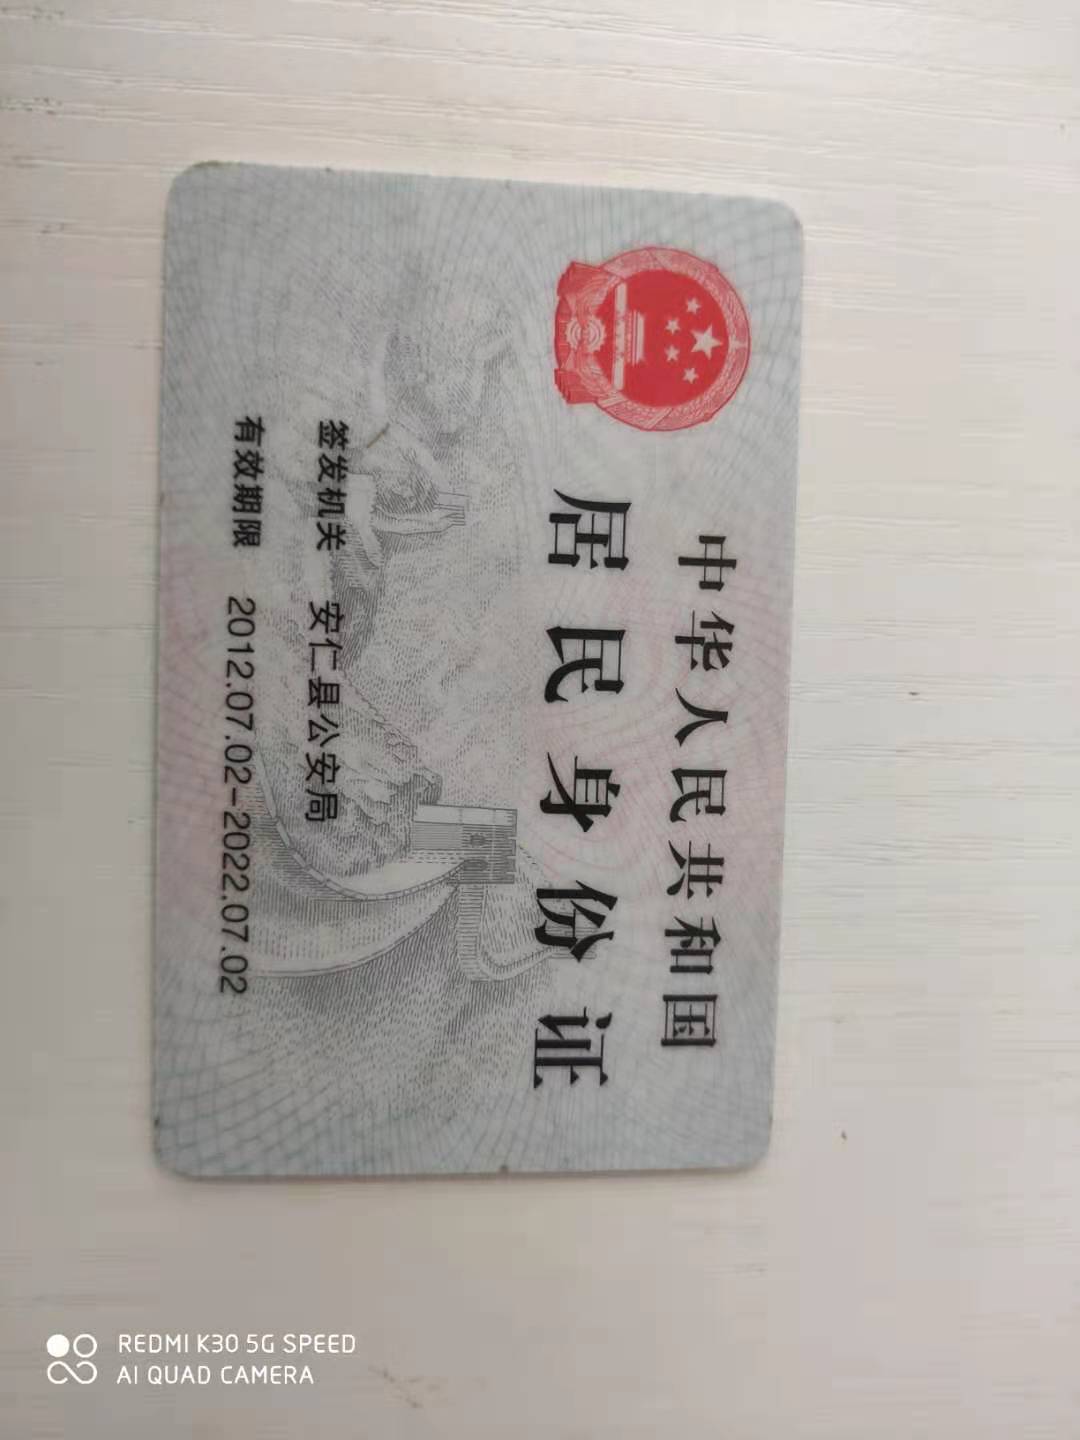 中华人民共和国
居民身份证
签发机关 安仁县公安局
有效期限 2012.07.02-2022.07.02
REDMI K30 5G SPEED
AI QUAD CAMERA